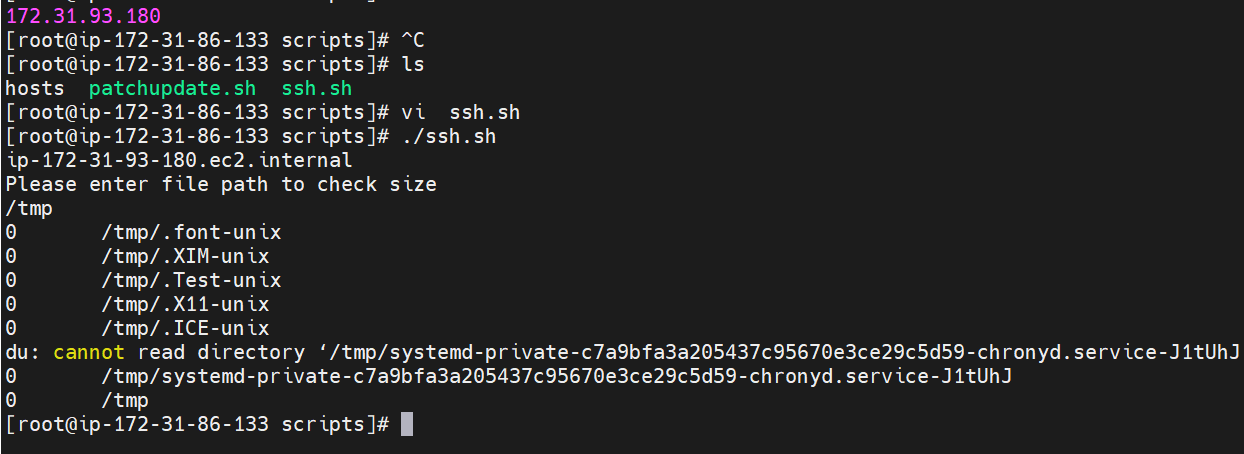 172.31.93.180
[root@ip-172-31-86-133 scripts]# ^C
[root@ip-172-31-86-133 scripts]# ls
hosts  patchupdate.sh  ssh.sh
[root@ip-172-31-86-133 scripts]# vi  ssh.sh
[root@ip-172-31-86-133 scripts]# ./ssh.sh
ip-172-31-93-180.ec2.internal
Please enter file path to check size
/tmp
0       /tmp/.font-unix
0       /tmp/.XIM-unix
0       /tmp/.Test-unix
0       /tmp/.X11-unix
0       /tmp/.ICE-unix
du: cannot read directory ‘/tmp/systemd-private-c7a9bfa3a205437c95670e3ce29c5d59-chronyd.service-J1tUhJ
0       /tmp/systemd-private-c7a9bfa3a205437c95670e3ce29c5d59-chronyd.service-J1tUhJ
0       /tmp
[root@ip-172-31-86-133 scripts]#